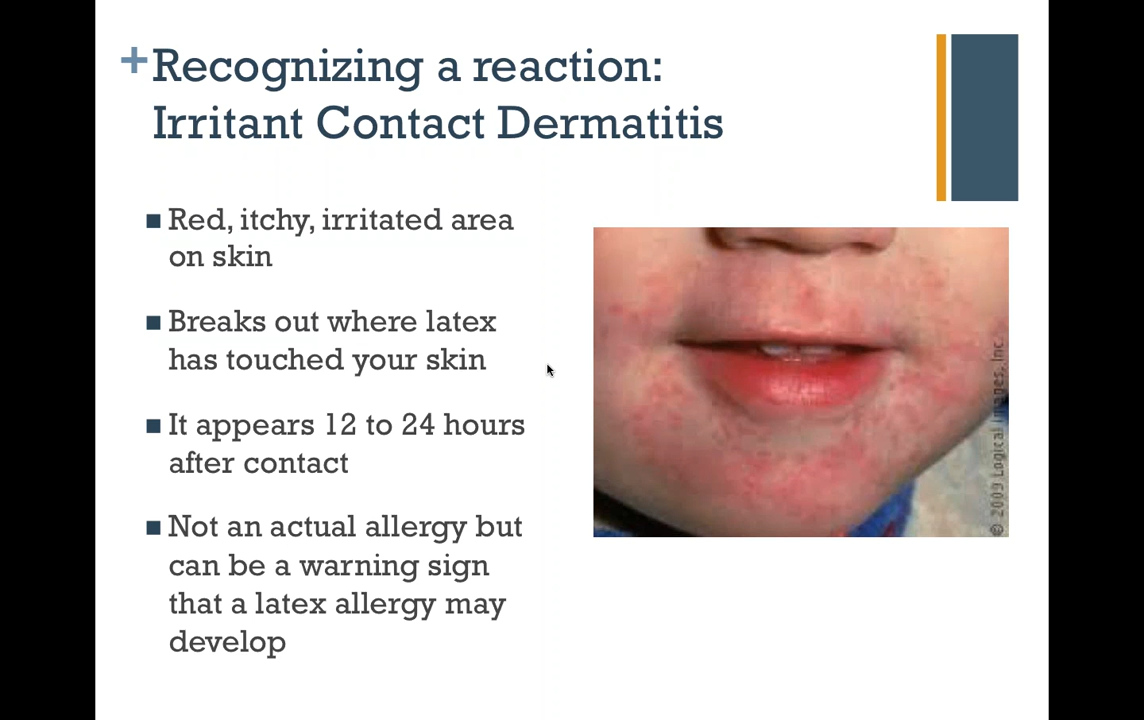 +Recognizing a reaction:
Irritant Contact Dermatitis
Red, itchy, irritated area
on skin
Breaks out where latex
has touched your skin
It appears 12 to 24 hours
after contact
Not an actual allergy but
can be a warning sign
that a latex allergy may
develop
© 2009 Logical Images, Inc.